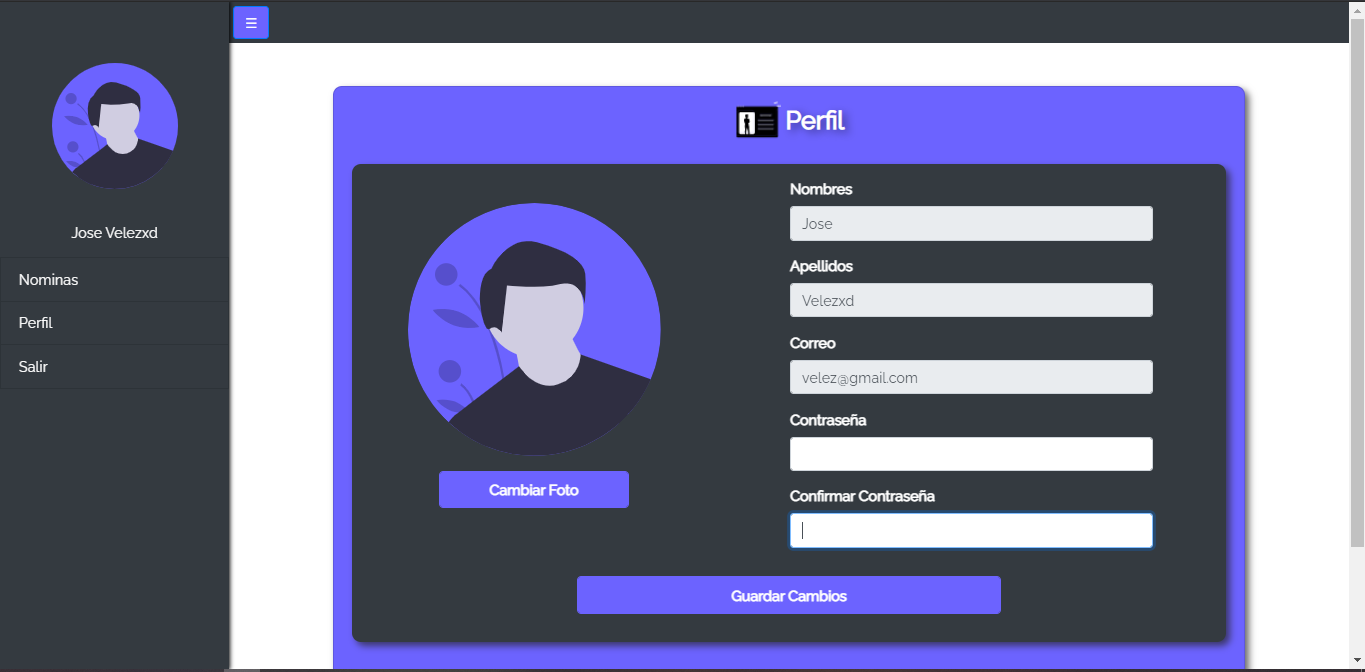 ☰
Jose Velezxd
Nominas
Perfil
Salir
Perfil
Nombres
Jose
Apellidos
Velezxd
Correo
velez@gmail.com
Contraseña
Confirmar Contraseña
Cambiar Foto
Guardar Cambios